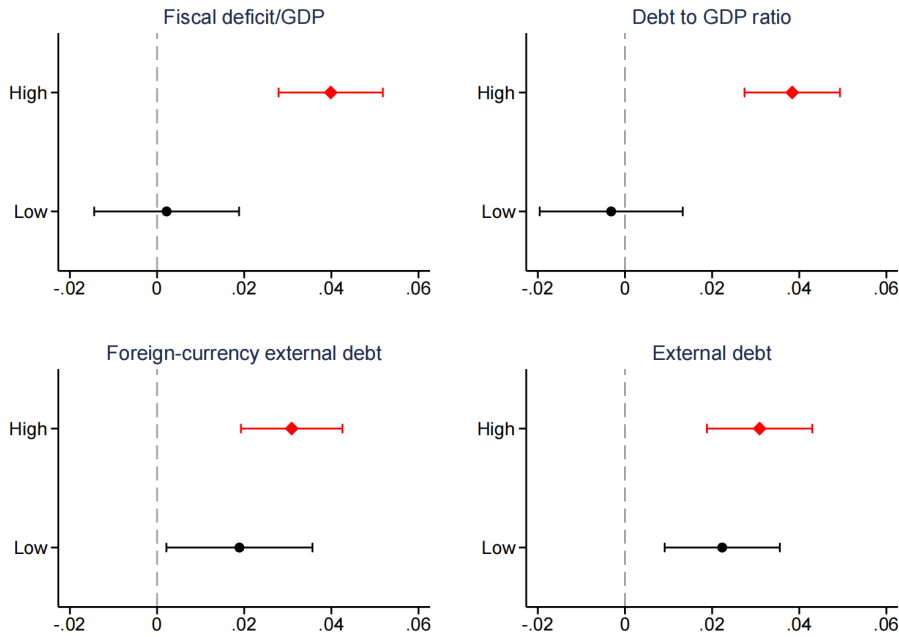 Fiscal deficit/GDP
High
Low
-.02 0 .02 .04 .06
Debt to GDP ratio
High
Low
-.02 0 .02 .04 .06
Foreign-currency external debt
High
Low
-.02 0 .02 .04 .06
External debt
High
Low
-.02 0 .02 .04 .06